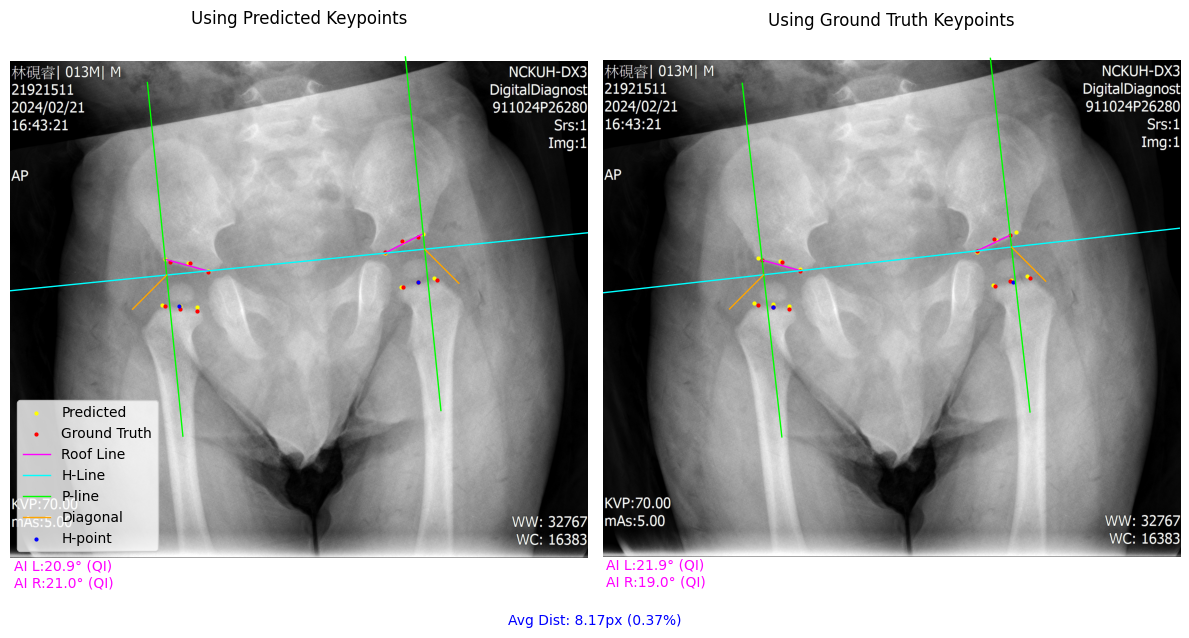 Using Predicted Keypoints
林硯睿| 013M| M
21921511
2024/02/21
16:43:21
AP
NCKUH-DX3
DigitalDiagnost
911024P26280
Srs:1
Img:1
Predicted
Ground Truth
Roof Line
H-Line
P-line
Diagonal
H-point
KVP:70.00
mAs:5.00
WW: 32767
WC: 16383
AI L:20.9° (QI)
AI R:21.0° (QI)
Using Ground Truth Keypoints
林硯睿| 013M| M
21921511
2024/02/21
16:43:21
AP
NCKUH-DX3
DigitalDiagnost
911024P26280
Srs:1
Img:1
KVP:70.00
mAs:5.00
WW: 32767
WC: 16383
AI L:21.9° (QI)
AI R:19.0° (QI)
Avg Dist: 8.17px (0.37%)